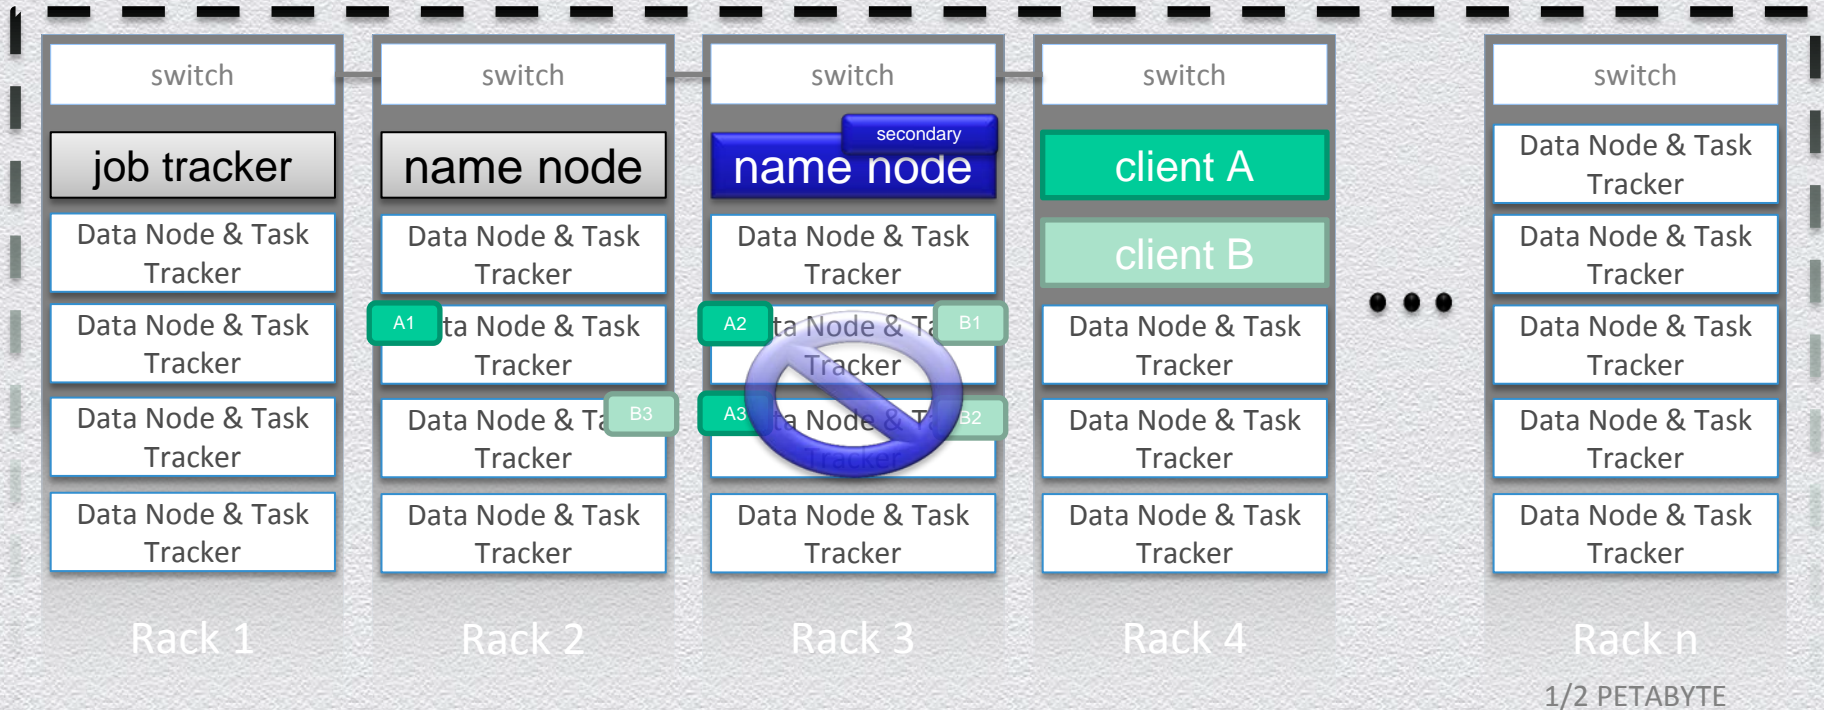 switch
job tracker
Data Node & Task
Tracker
Data Node & Task
Tracker
Data Node & Task
Tracker
Data Node & Task
Tracker
Rack 1
switch
name node
Data Node & Task
Tracker
A1
ta Node & Task
Tracker
Data Node & Ta
B3
Tracker
Data Node & Task
Tracker
Rack 2
switch
secondary
name node
Data Node & Task
Tracker
A2
ta Node & Ta
B1
Tracker
A3
ta Node & Ta
B2
Tracker
Data Node & Task
Tracker
Rack 3
switch
client A
client B
Data Node & Task
Tracker
Data Node & Task
Tracker
Data Node & Task
Tracker
Rack 4
switch
Data Node & Task
Tracker
Data Node & Task
Tracker
Data Node & Task
Tracker
Data Node & Task
Tracker
Data Node & Task
Tracker
Rack n
1/2 PETABYTE